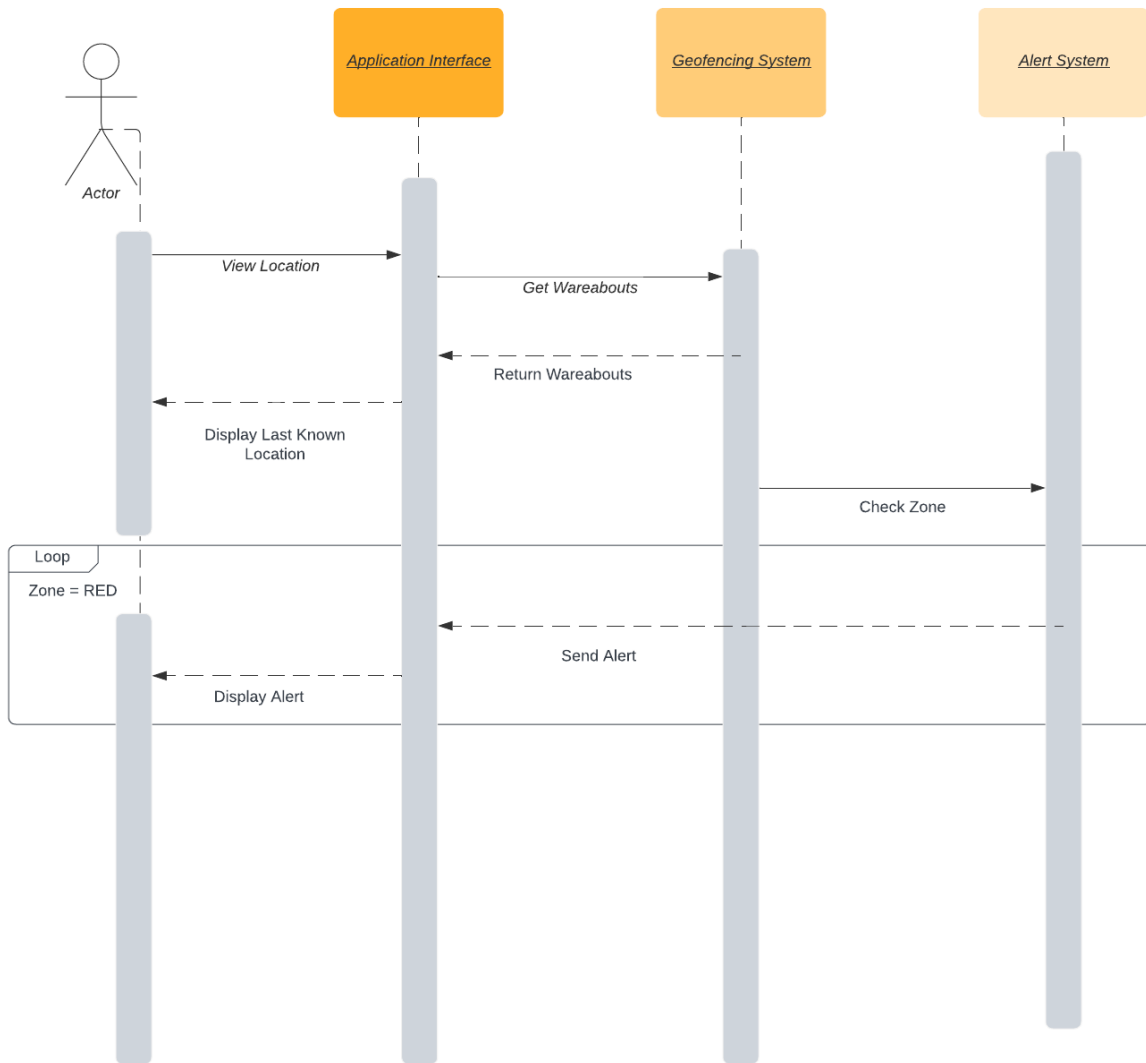 Application Interface
Geofencing System
Alert System
Actor
View Location
Get Wareabouts
Return Wareabouts
Display Last Known
Location
Check Zone
Loop
Zone = RED
Send Alert
Display Alert